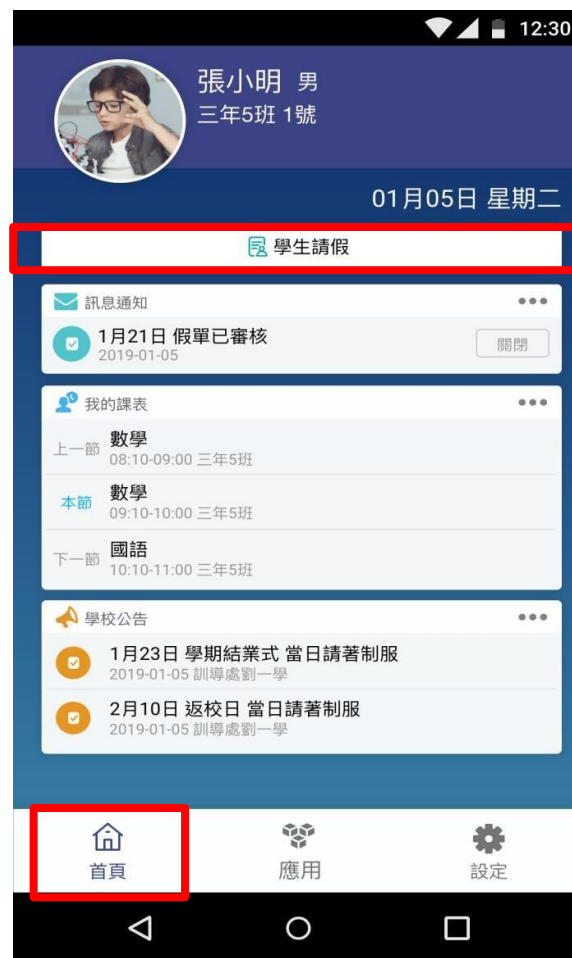 12:30
張小明 男
三年5班 1號
01月05日 星期二
學生請假
訊息通知
1月21日 假單已審核
2019-01-05
關閉
我的課表
上一節 數學
08:10-09:00 三年5班
本節 數學
09:10-10:00 三年5班
下一節 國語
10:10-11:00 三年5班
學校公告
1月23日 學期結業式 當日請著制服
2019-01-05 訓導處劉一學
2月10日 返校日 當日請著制服
2019-01-05 訓導處劉一學
首頁 應用 設定